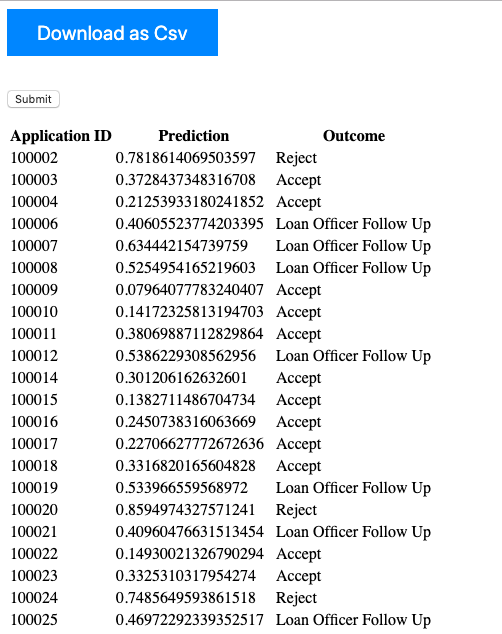 Download as Csv
Submit
Application ID Prediction Outcome
100002 0.7818614069503597 Reject
100003 0.3728437348316708 Accept
100004 0.21253933180241852 Accept
100006 0.40605523774203395 Loan Officer Follow Up
100007 0.634442154739759 Loan Officer Follow Up
100008 0.5254954165219603 Loan Officer Follow Up
100009 0.07964077783240407 Accept
100010 0.14172325813194703 Accept
100011 0.38069887112829864 Accept
100012 0.5386229308562956 Loan Officer Follow Up
100014 0.301206162632601 Accept
100015 0.1382711486704734 Accept
100016 0.2450738316063669 Accept
100017 0.22706627772672636 Accept
100018 0.3316820165604828 Accept
100019 0.533966559568972 Loan Officer Follow Up
100020 0.8594974327571241 Reject
100021 0.40960476631513454 Loan Officer Follow Up
100022 0.14930021326790294 Accept
100023 0.3325310317954274 Accept
100024 0.7485649593861518 Reject
100025 0.46972292339352517 Loan Officer Follow Up